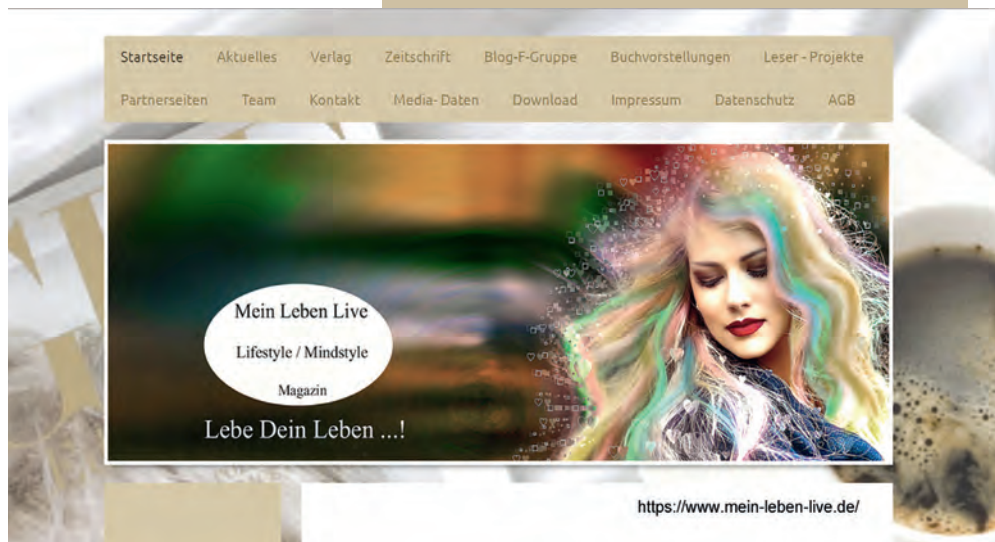 Startseite Aktuelles Verlag Zeitschrift Blog-F-Gruppe Buchvorstellungen Leser - Projekte
Partnerseiten Team Kontakt Media- Daten Download Impressum Datenschutz AGB
Mein Leben Live
Lifestyle / Mindstyle
Magazin
Lebe Dein Leben ...!
https://www.mein-leben-live.de/